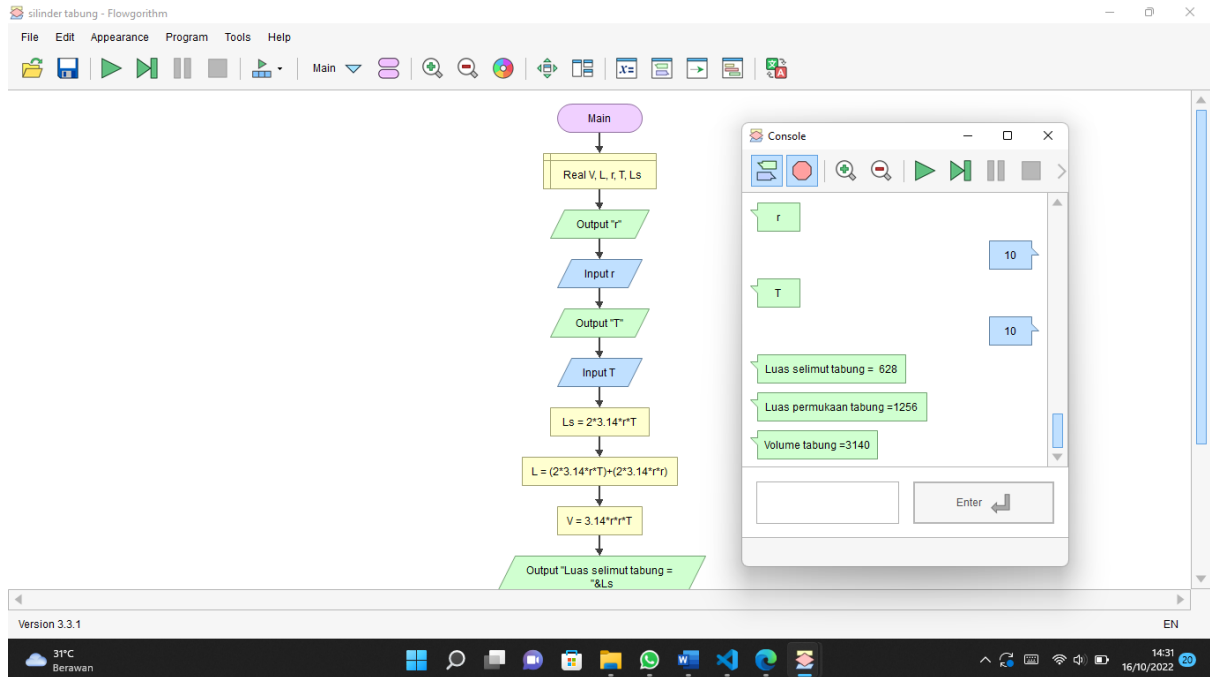 silinder tabung - Flowgorithm
File Edit Appearance Program Tools Help
Main
Main
Real V, L, r, T, Ls
Output "r"
Input r
Output "T"
Input T
Ls = 2*3.14*r*T
L = (2*3.14*r*T)+(2*3.14*r*r)
V = 3.14*r*r*T
Output "Luas selimut tabung =
"&Ls
Console
r
10
T
10
Luas selimut tabung =  628
Luas permukaan tabung =1256
Volume tabung =3140
Enter
Version 3.3.1
EN
31°C
Berawan
14:31
16/10/2022
20